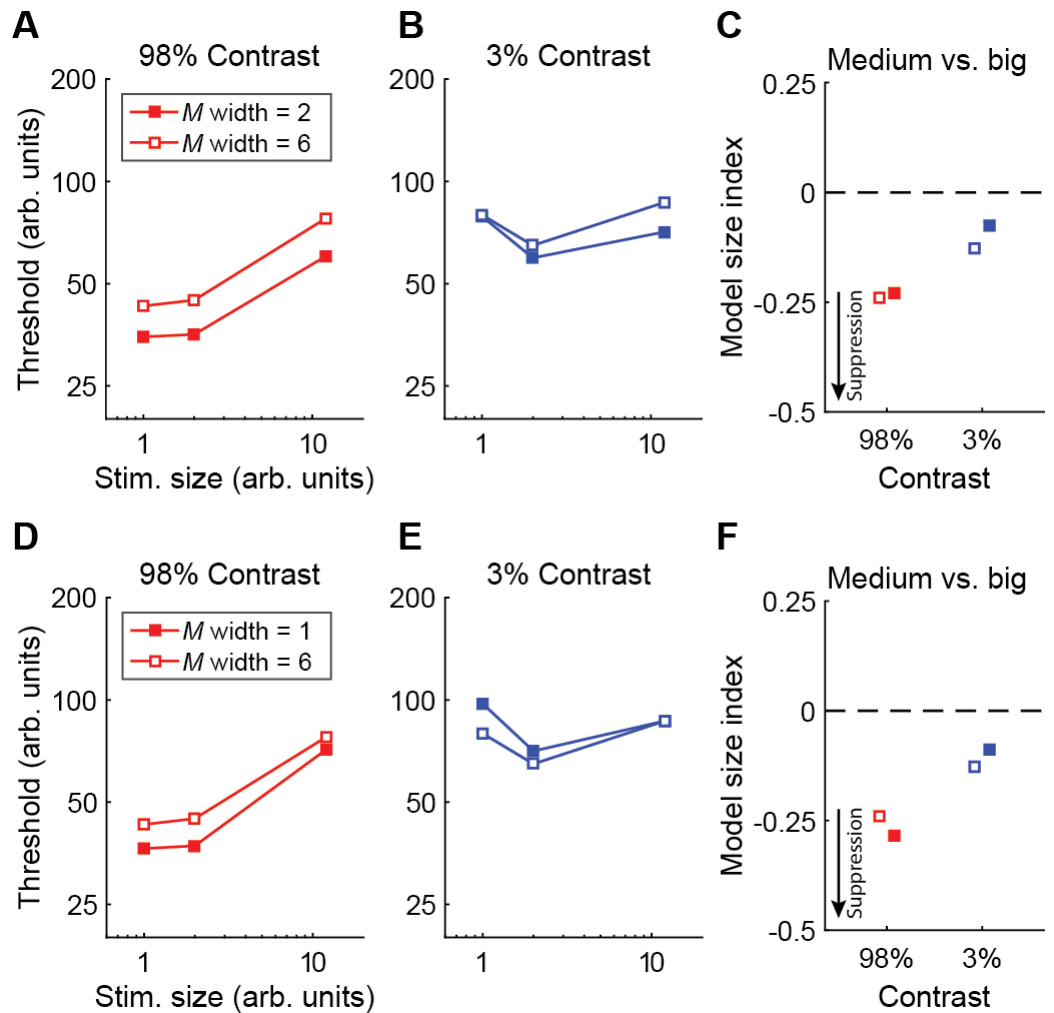 A
98% Contrast
200
100
50
25
Threshold (arb. units)
M width = 2
M width = 6
1
10
Stim. size (arb. units)
B
3% Contrast
200
100
50
25
1
10
C
Medium vs. big
0.25
0
-0.25
-0.5
Model size index
Suppression
98%
3%
Contrast
D
98% Contrast
200
100
50
25
Threshold (arb. units)
M width = 1
M width = 6
1
10
Stim. size (arb. units)
E
3% Contrast
200
100
50
25
1
10
F
Medium vs. big
0.25
0
-0.25
-0.5
Model size index
Suppression
98%
3%
Contrast